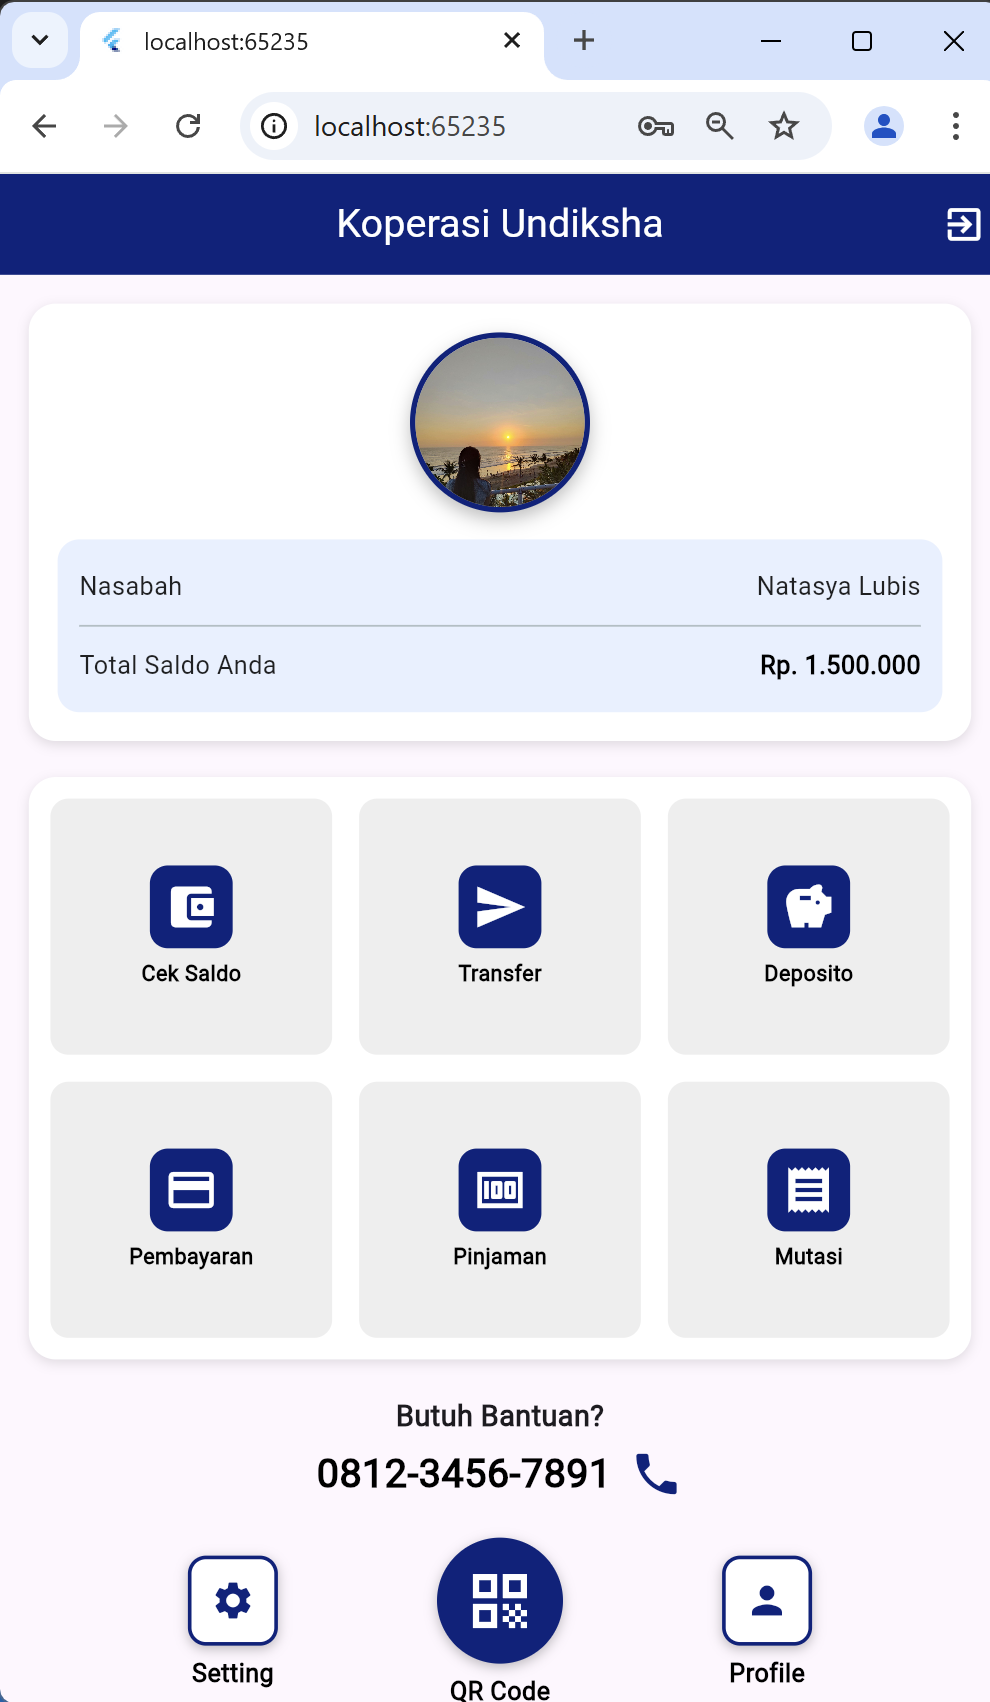 localhost:65235
localhost:65235
Koperasi Undiksha
Nasabah Natasya Lubis
Total Saldo Anda Rp. 1.500.000
Cek Saldo Transfer Deposito
100
Pembayaran Pinjaman Mutasi
Butuh Bantuan?
0812-3456-7891
Setting QR Code Profile